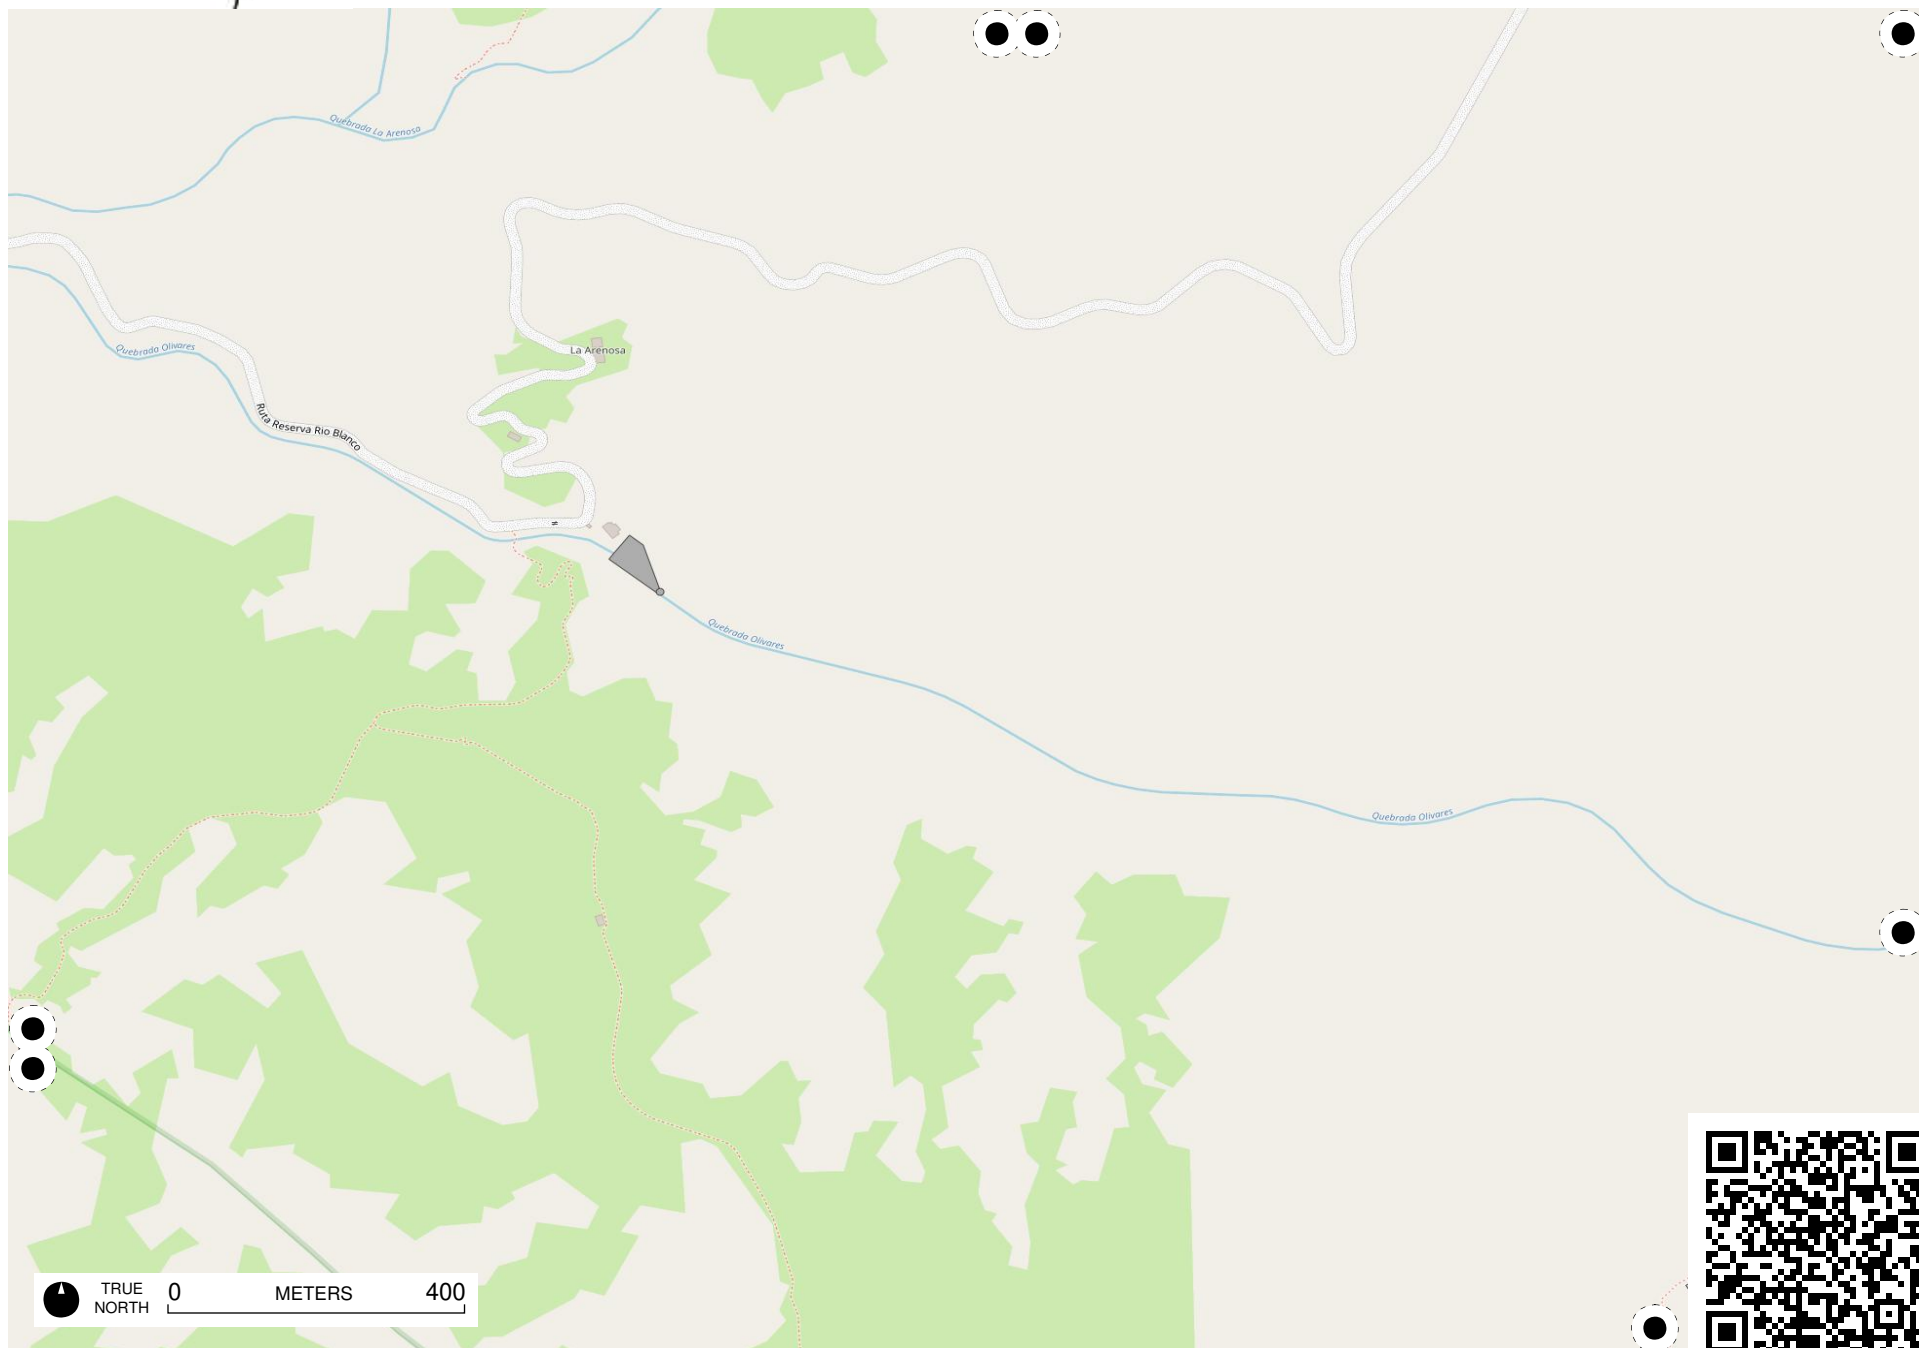 Quebrada La Arenosa
Quebrada Olivares
La Arenosa
Ruta Reserva Rio Blanco
Quebrada Olivares
Quebrada Olivares
TRUE NORTH
0 METERS 400